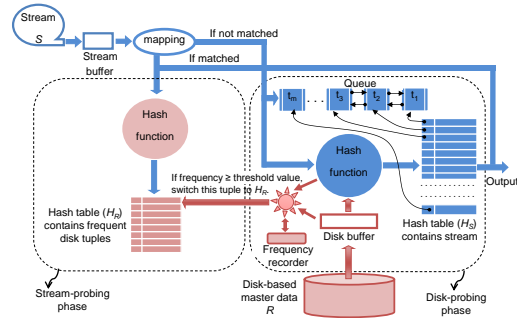 Stream
S
Stream
buffer
mapping
If not matched
If matched
Queue
tm
. . .
t3
t2
t1
Hash
function
Hash
function
If frequency ≥ threshold value,
switch this tuple to HR.
Output
Hash table (HR)
contains frequent
disk tuples
Disk buffer
Hash table (HS)
contains stream
Frequency
recorder
Disk-based
master data
R
Stream-probing
phase
Disk-probing
phase